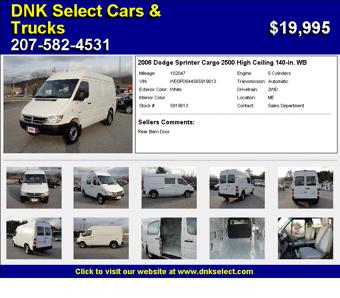 DNK Select Cars &
Trucks
207-582-4531
$19,995
2006 Dodge Sprinter Cargo 2500 High Ceiling 140-in. WB
Mileage: 102047 Engine: 5 Cylinders
VIN: Transmission: Automatic
Exterior Color: White Drivetrain: 2WD
Interior Color: Location: ME
Stock #: 5919813 Contact: Sales Department
Sellers Comments:
Rear Barn Door
Click to visit our website at www.dnkselect.com